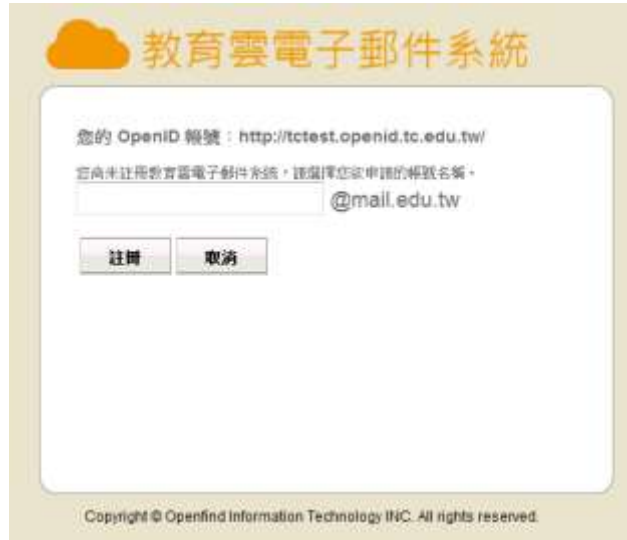 教育雲電子郵件系統
您的 OpenID 帳號：http://tctest.openid.tc.edu.tw/
您尚未註冊教育雲電子郵件系統，請選擇您欲申請的帳號名稱。
@mail.edu.tw
註冊 取消
Copyright © Openfind Information Technology INC. All rights reserved.